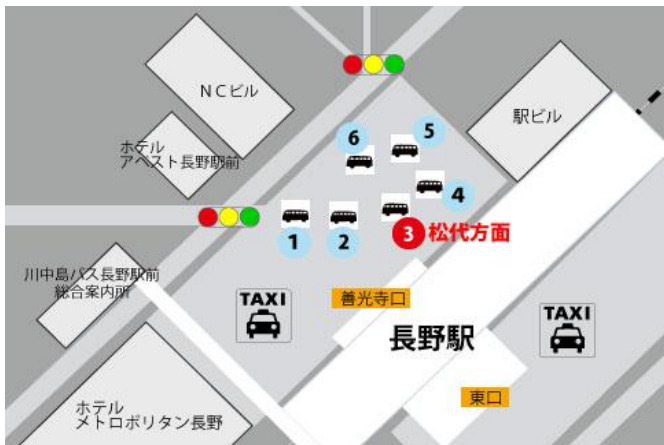 NCビル
ホテル
アベスト長野駅前
駅ビル
6
5
4
1
2
3 松代方面
川中島バス長野駅前
総合案内所
TAXI
善光寺口
TAXI
長野駅
東口
ホテル
メトロポリタン長野